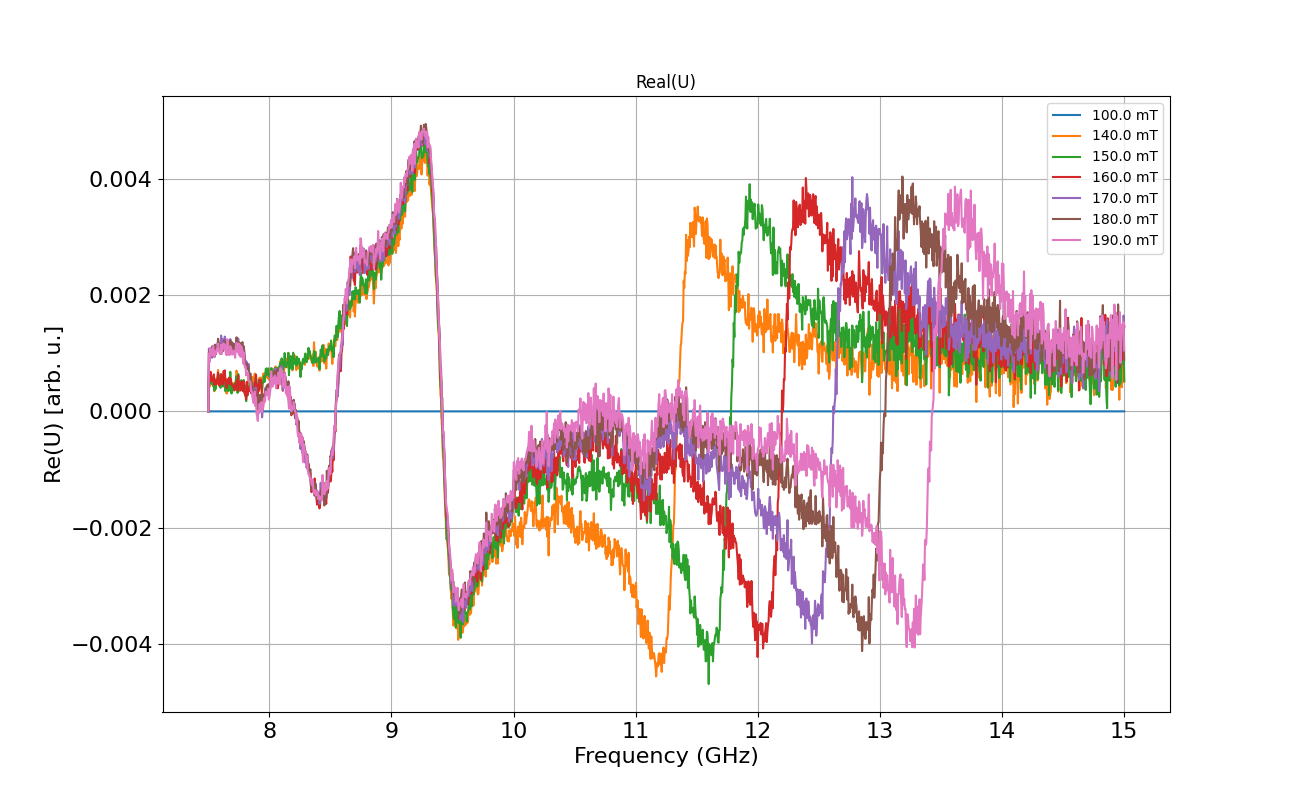 Real(U)
100.0 mT
140.0 mT
150.0 mT
160.0 mT
170.0 mT
180.0 mT
190.0 mT
0.004
0.002
0.000
−0.002
−0.004
Re(U) [arb. u.]
8 9 10 11 12 13 14 15
Frequency (GHz)